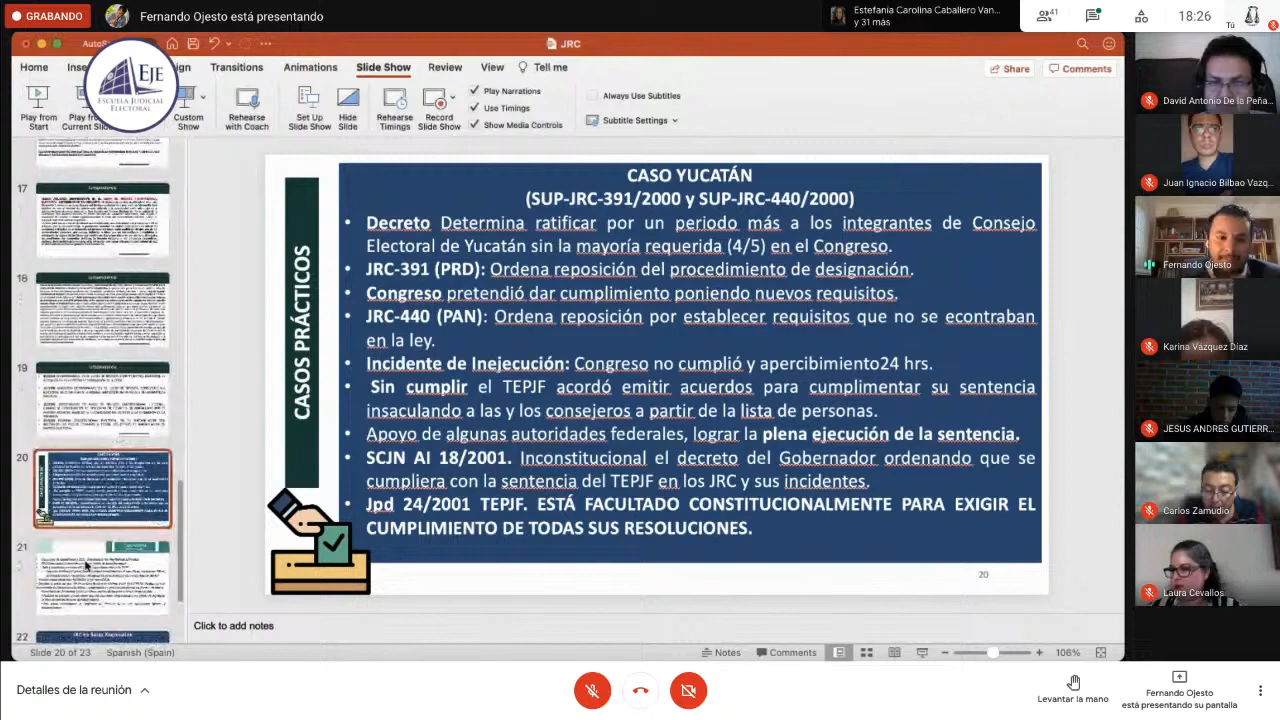 GRABANDO
Fernando Ojesto está presentando
Estefanía Carolina Caballero Van...
y 31 más
41
18:26
Tú
JRC
Home
Transitions
Animations
Slide Show
Review
View
Tell me
Share
Comments
EJE
ESCUELA JUDICIAL
ELECTORAL
Play from
Start
Custom
Show
Rehearse
with Coach
Set Up
Slide Show
Hide
Slide
Rehearse
Timings
Record
Slide Show
Play Narrations
Use Timings
Show Media Controls
Always Use Subtitles
Subtitle Settings
17
18
19
20
21
22
CASOS PRÁCTICOS
CASO YUCATÁN
(SUP-JRC-391/2000 y SUP-JRC-440/2000)
• Decreto Determina ratificar por un periodo mas a los integrantes de Consejo
Electoral de Yucatán sin la mayoría requerida (4/5) en el Congreso.
• JRC-391 (PRD): Ordena reposición del procedimiento de designación.
• Congreso pretendió dar cumplimiento poniendo nuevos requisitos.
• JRC-440 (PAN): Ordena reposición por establecer requisitos que no se econtraban
en la ley.
• Incidente de Inejecución: Congreso no cumplió y apercibimiento24 hrs.
• Sin cumplir el TEPJF acordó emitir acuerdos para cumplimentar su sentencia
insaculando a las y los consejeros a partir de la lista de personas.
• Apoyo de algunas autoridades federales, lograr la plena ejecución de la sentencia.
• SCJN AI 18/2001. Inconstitucional el decreto del Governador ordenando que se
cumpliera con la sentencia del TEPJF en los JRC y sus incidentes.
• Jpd 24/2001 TEPJF. ESTÁ FACULTADO CONSTITUCIONALMENTE PARA EXIGIR EL
CUMPLIMIENTO DE TODAS SUS RESOLUCIONES.
20
Click to add notes
Slide 20 of 23
Spanish (Spain)
Notes
Comments
106%
David Antonio De la Peña...
Juan Ignacio Bilbao Vazq...
Fernando Ojesto
Karina Vazquez Díaz
JESUS ANDRES GUTIERR...
Carlos Zamudio
Laura Cevallos
Detalles de la reunión
Levantar la mano
Fernando Ojesto
está presentando su pantalla